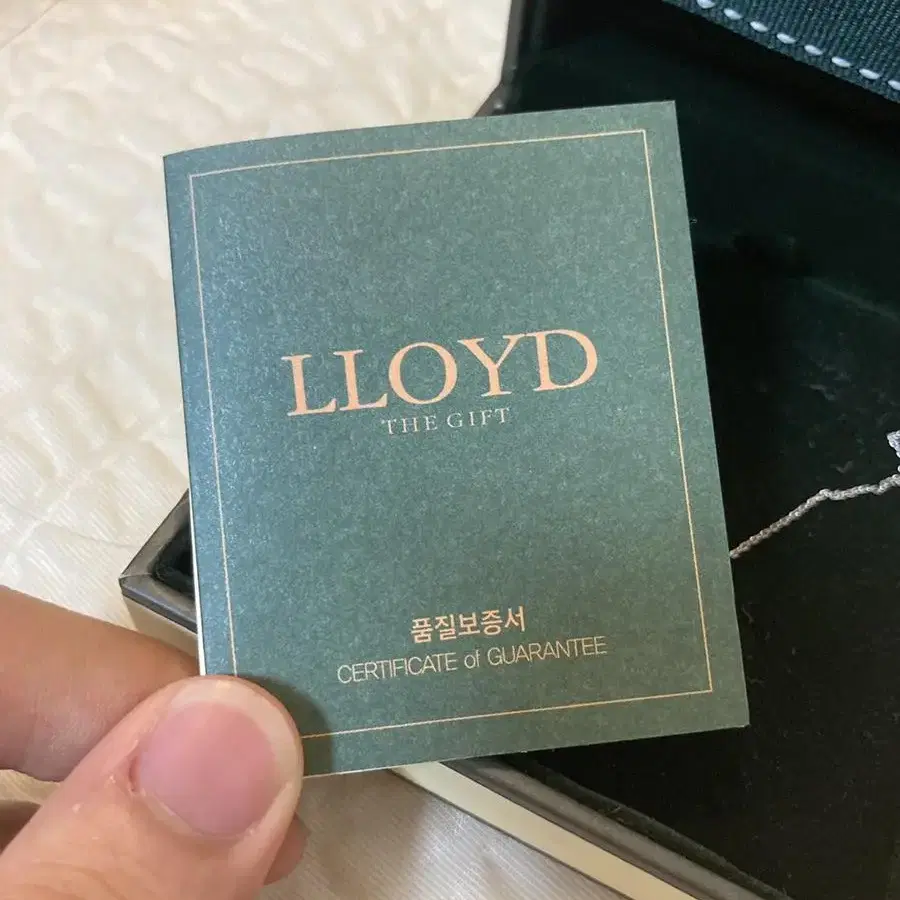 LLOYD
THE GIFT
품질보증서
CERTIFICATE of GUARANTEE